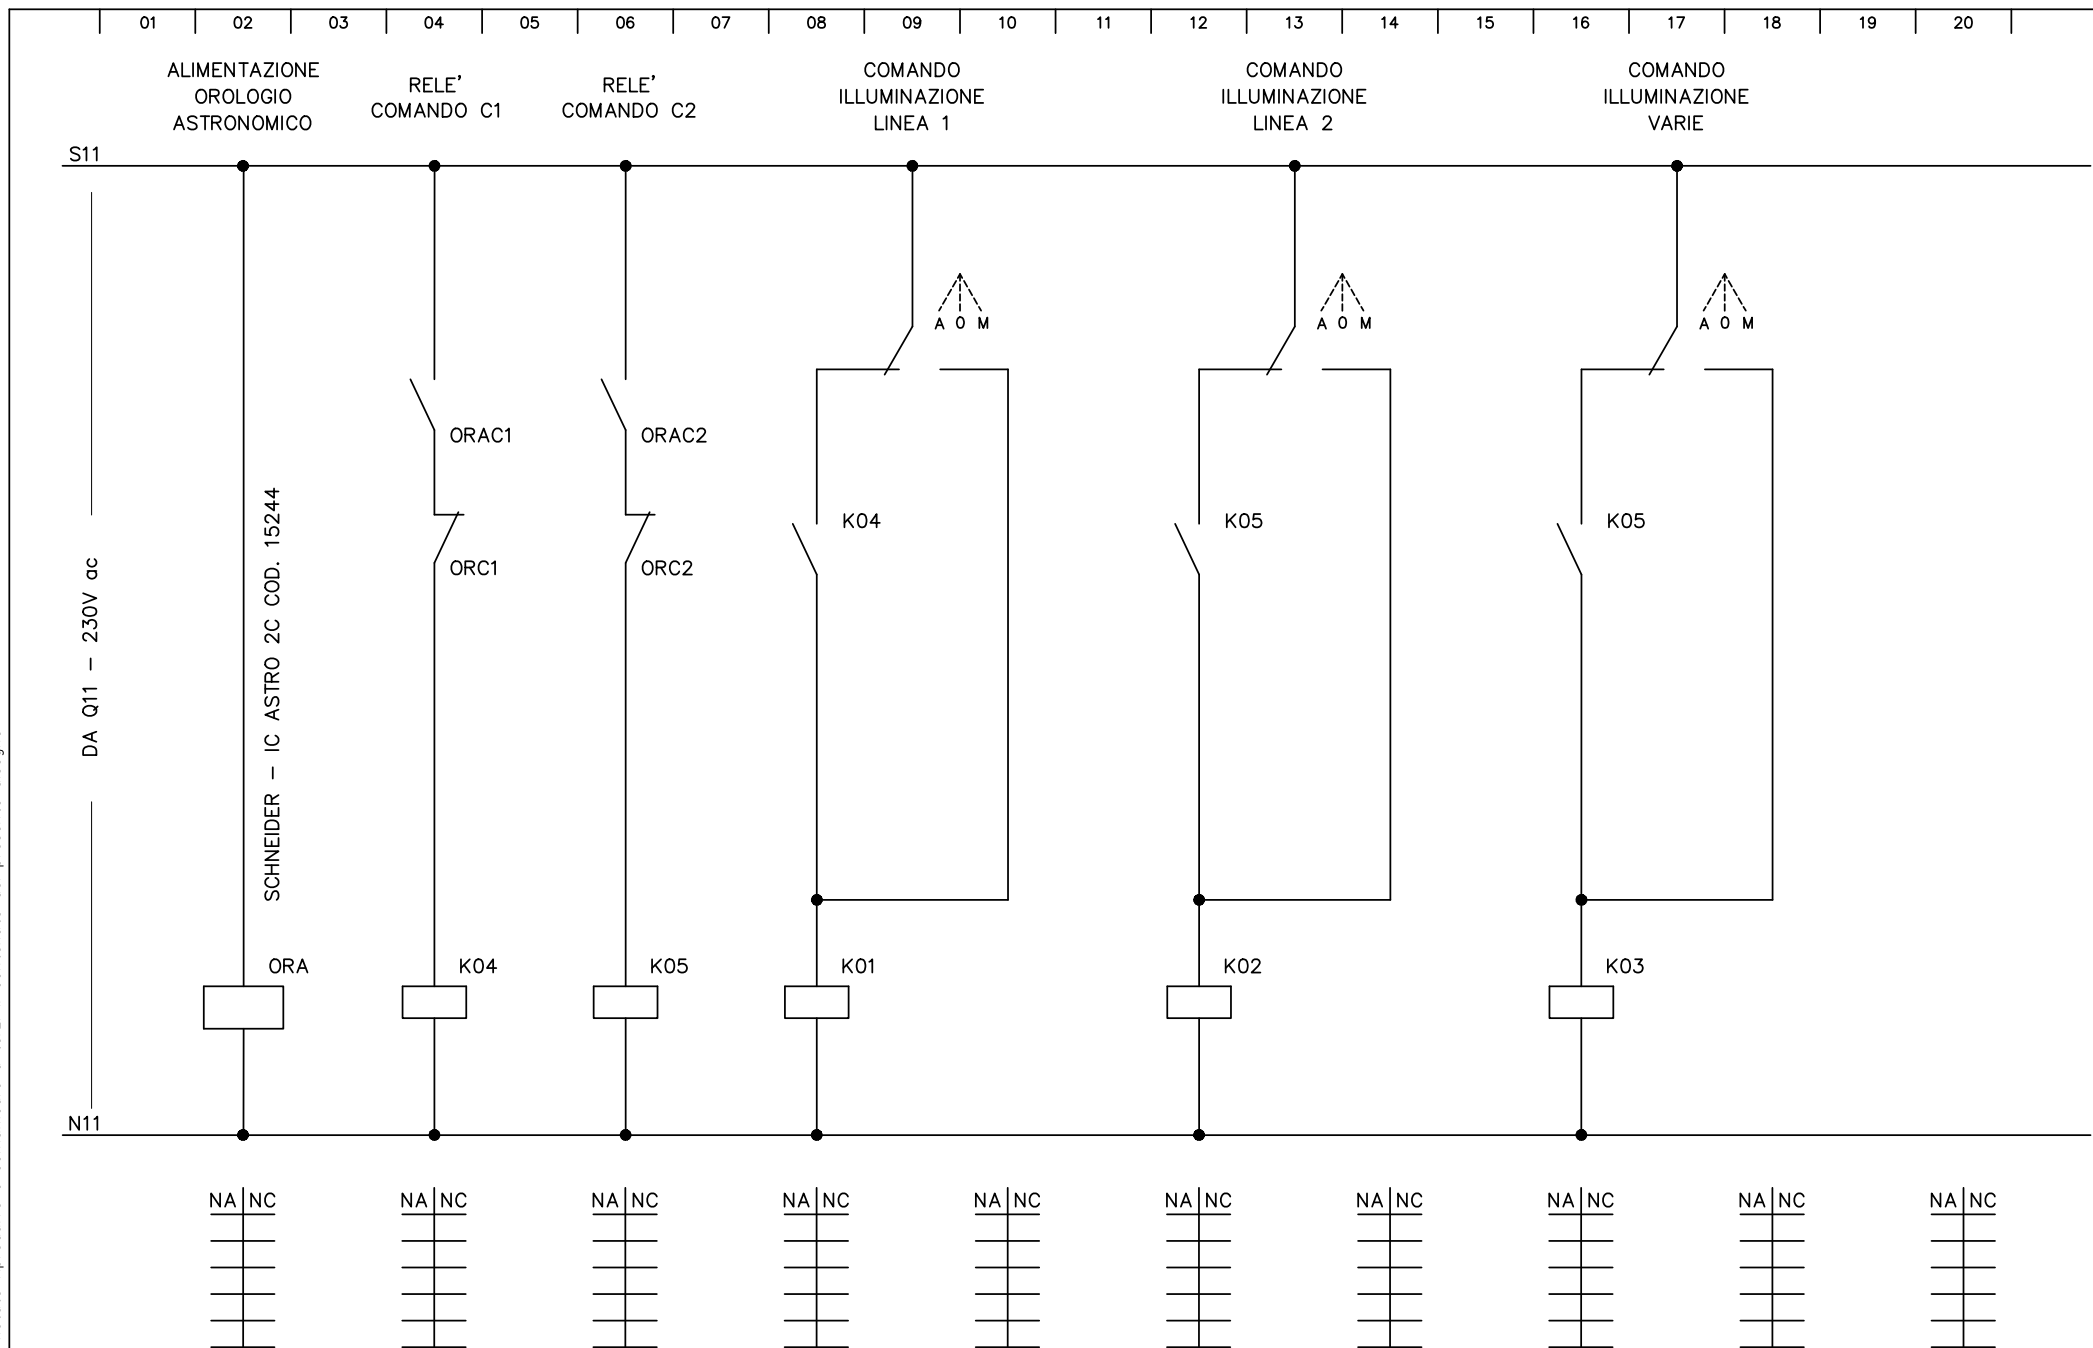 01 02 03 04 05 06 07 08 09 10 11 12 13 14 15 16 17 18 19 20
ALIMENTAZIONE
OROLOGIO
ASTRONOMICO
RELE'
COMANDO C1
RELE'
COMANDO C2
COMANDO
ILLUMINAZIONE
LINEA 1
COMANDO
ILLUMINAZIONE
LINEA 2
COMANDO
ILLUMINAZIONE
VARIE
S11
A 0 M
A 0 M
A 0 M
ORAC1
ORAC2
K04
K05
K05
ORC1
ORC2
DA Q11 - 230V ac
SCHNEIDER - IC ASTRO 2C COD. 15244
ORA
K04
K05
K01
K02
K03
N11
NA NC
NA NC
NA NC
NA NC
NA NC
NA NC
NA NC
NA NC
NA NC
NA NC